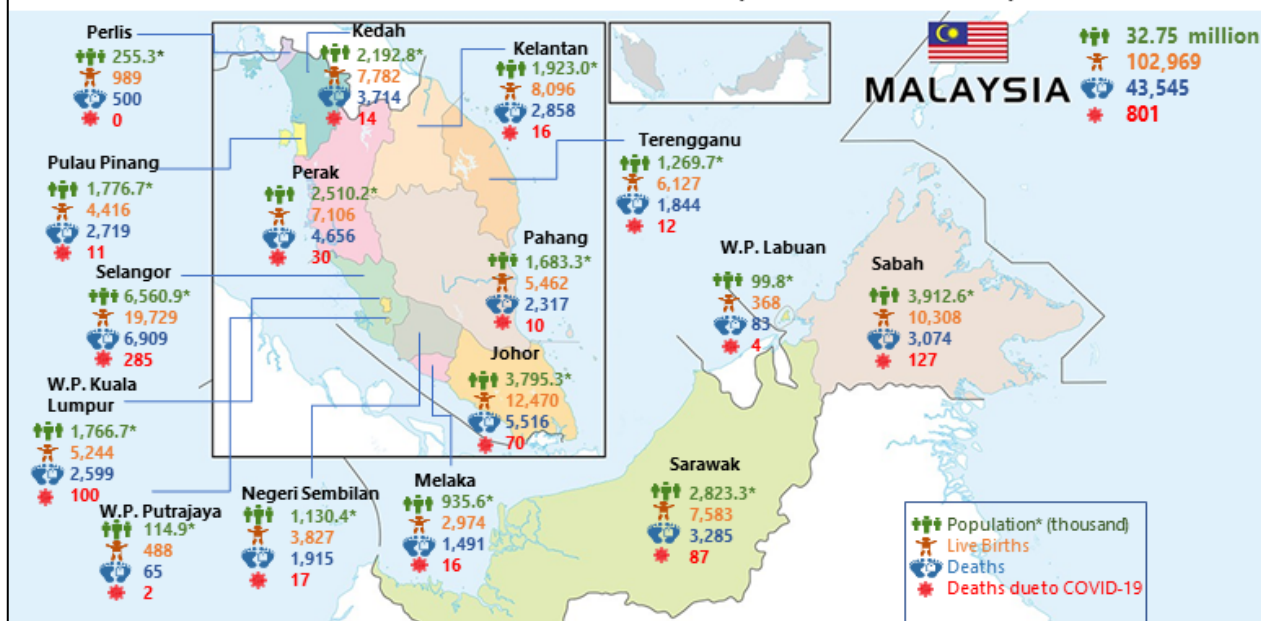 Perlis
255.3*
989
500
0
Kedah
2,192.8*
7,782
3,714
14
Kelantan
1,923.0*
8,096
2,858
16
MALAYSIA
32.75 million
102,969
43,545
801
Pulau Pinang
1,776.7*
4,416
2,719
11
Perak
2,510.2*
7,106
4,656
30
Terengganu
1,269.7*
6,127
1,844
12
Pahang
1,683.3*
5,462
2,317
10
Selangor
6,560.9*
19,729
6,909
285
W.P. Labuan
99.8*
368
83
4
Sabah
3,912.6*
10,308
3,074
127
W.P. Kuala
Lumpur
1,766.7*
5,244
2,599
100
Johor
3,795.3*
12,470
5,516
70
W.P. Putrajaya
114.9*
488
65
2
Negeri Sembilan
1,130.4*
3,827
1,915
17
Melaka
935.6*
2,974
1,491
16
Sarawak
2,823.3*
7,583
3,285
87
Population* (thousand)
Live Births
Deaths
Deaths dueto COVID-19